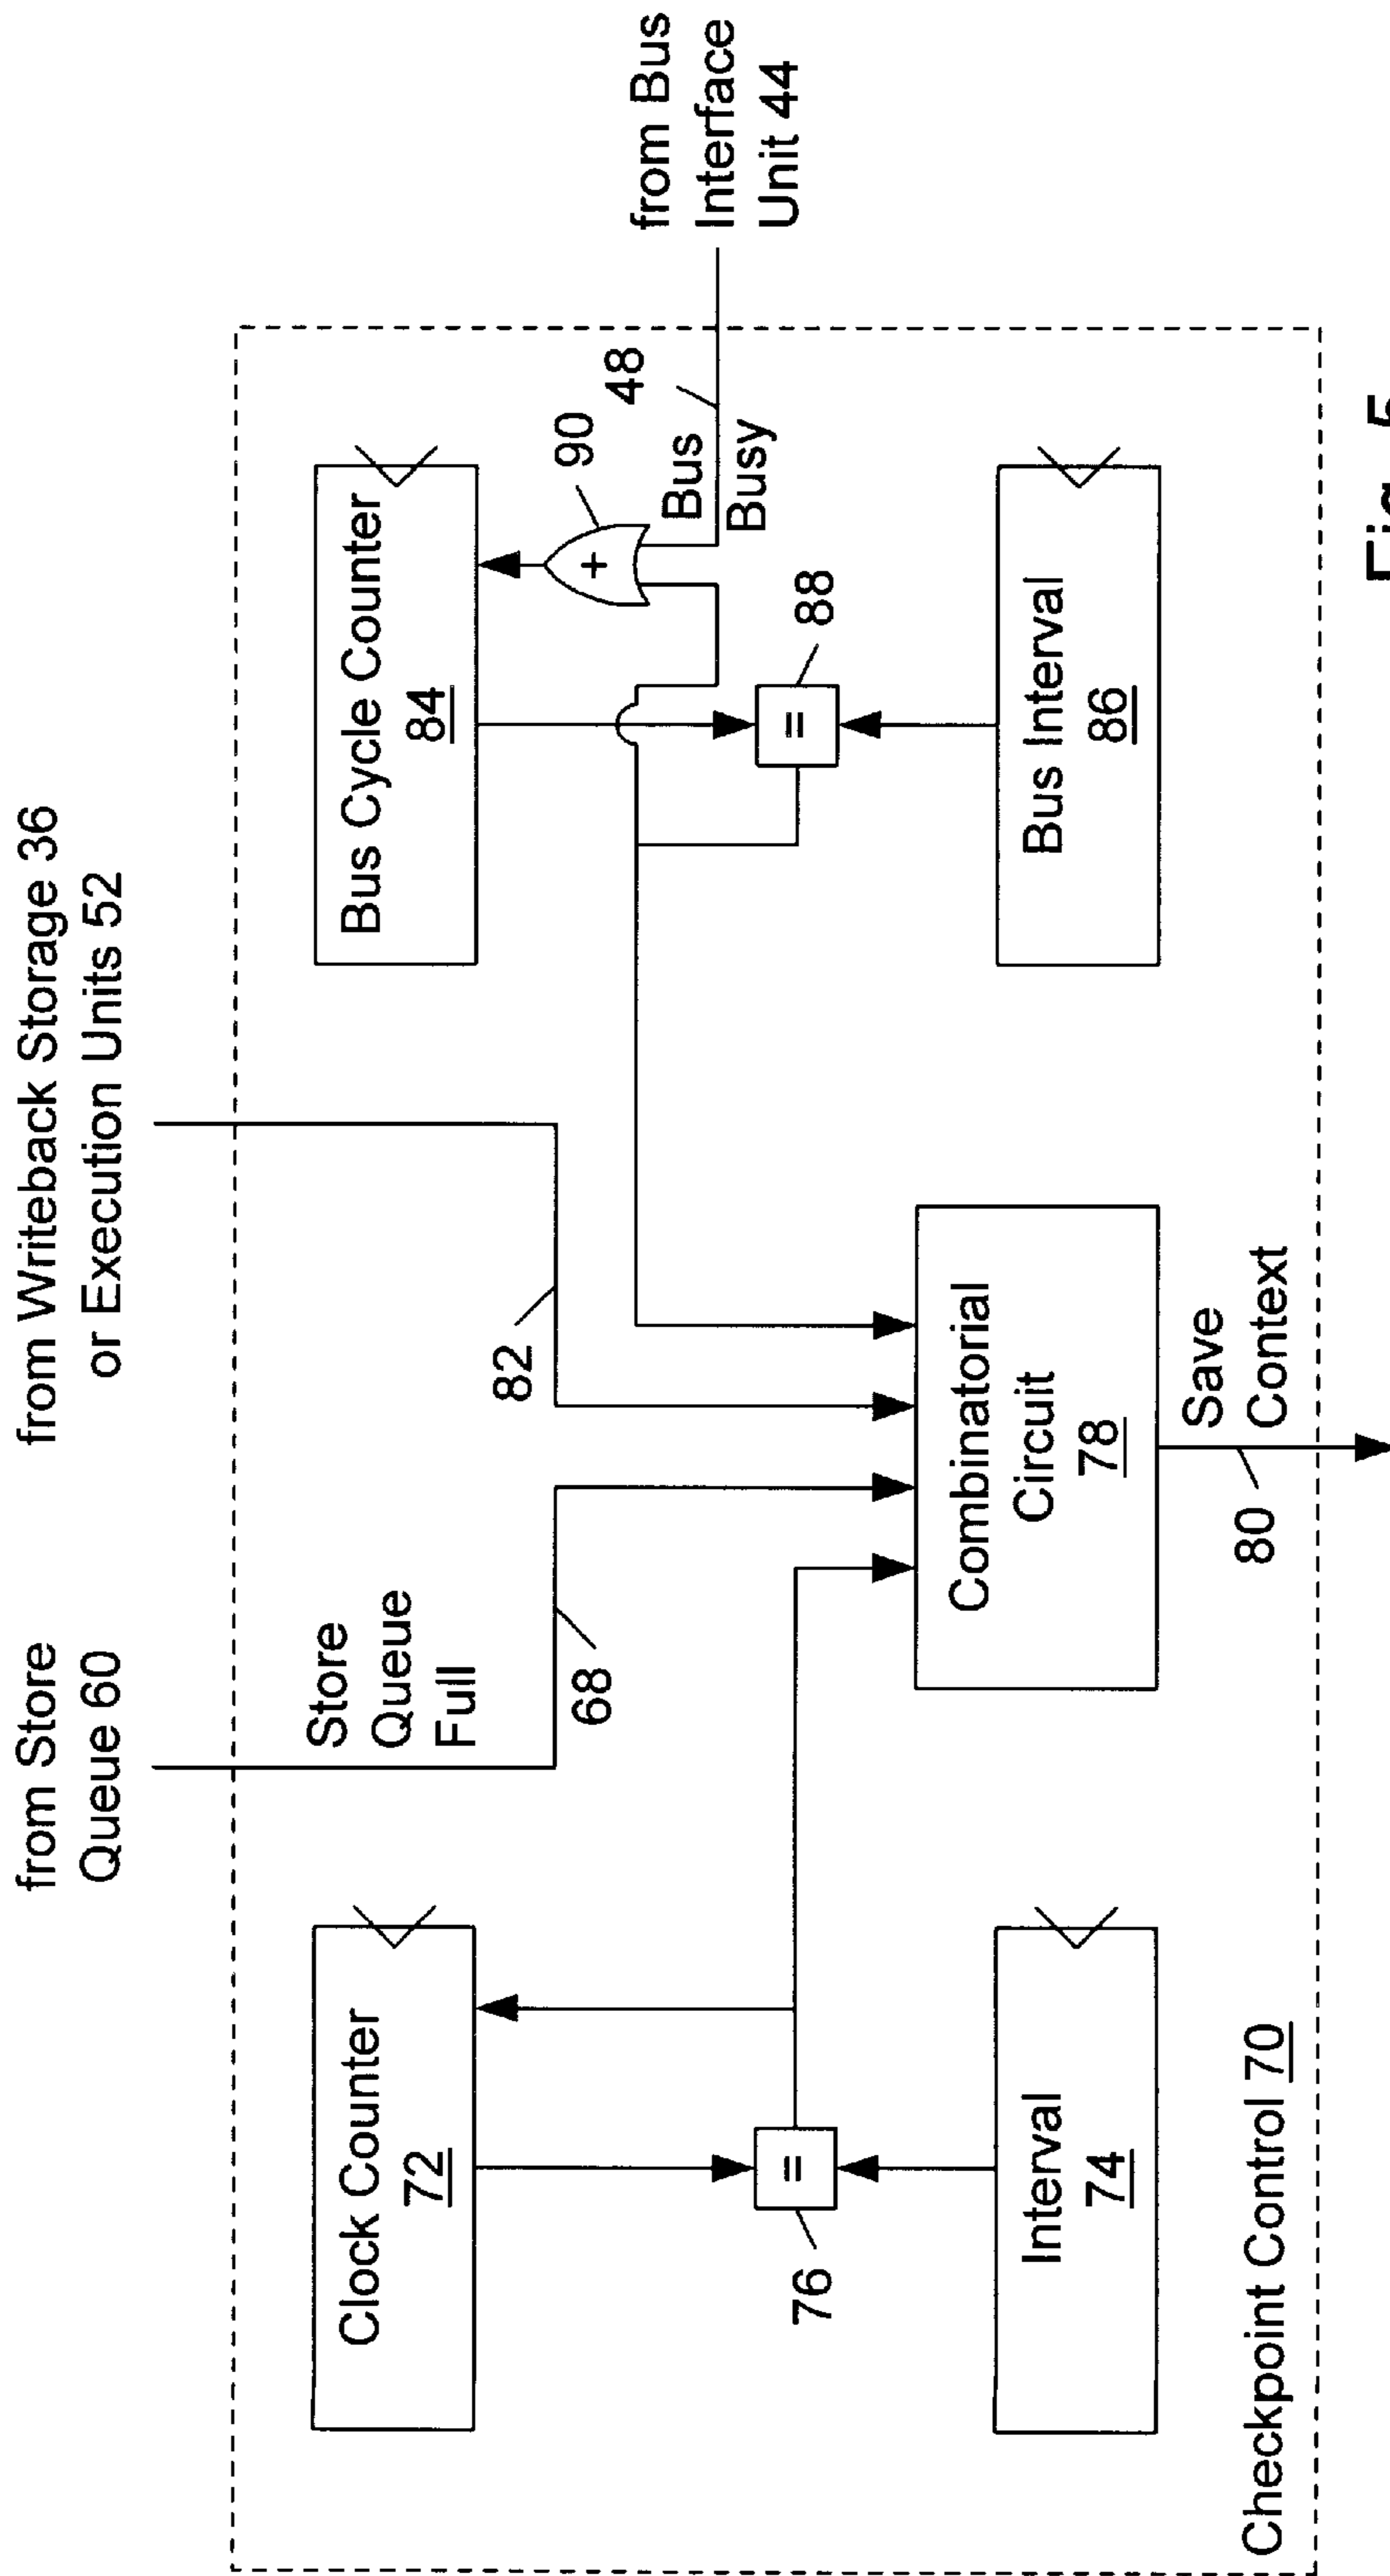 from Store
Queue 60
from Writeback Storage 36
or Execution Units 52
Store
Queue
Full
68
82
Clock Counter
72
76
=
Interval
74
Combinatorial
Circuit
78
80
Save
Context
Bus Cycle Counter
84
90
+
48
Bus
Busy
88
=
Bus Interval
86
from Bus
Interface
Unit 44
Checkpoint Control 70